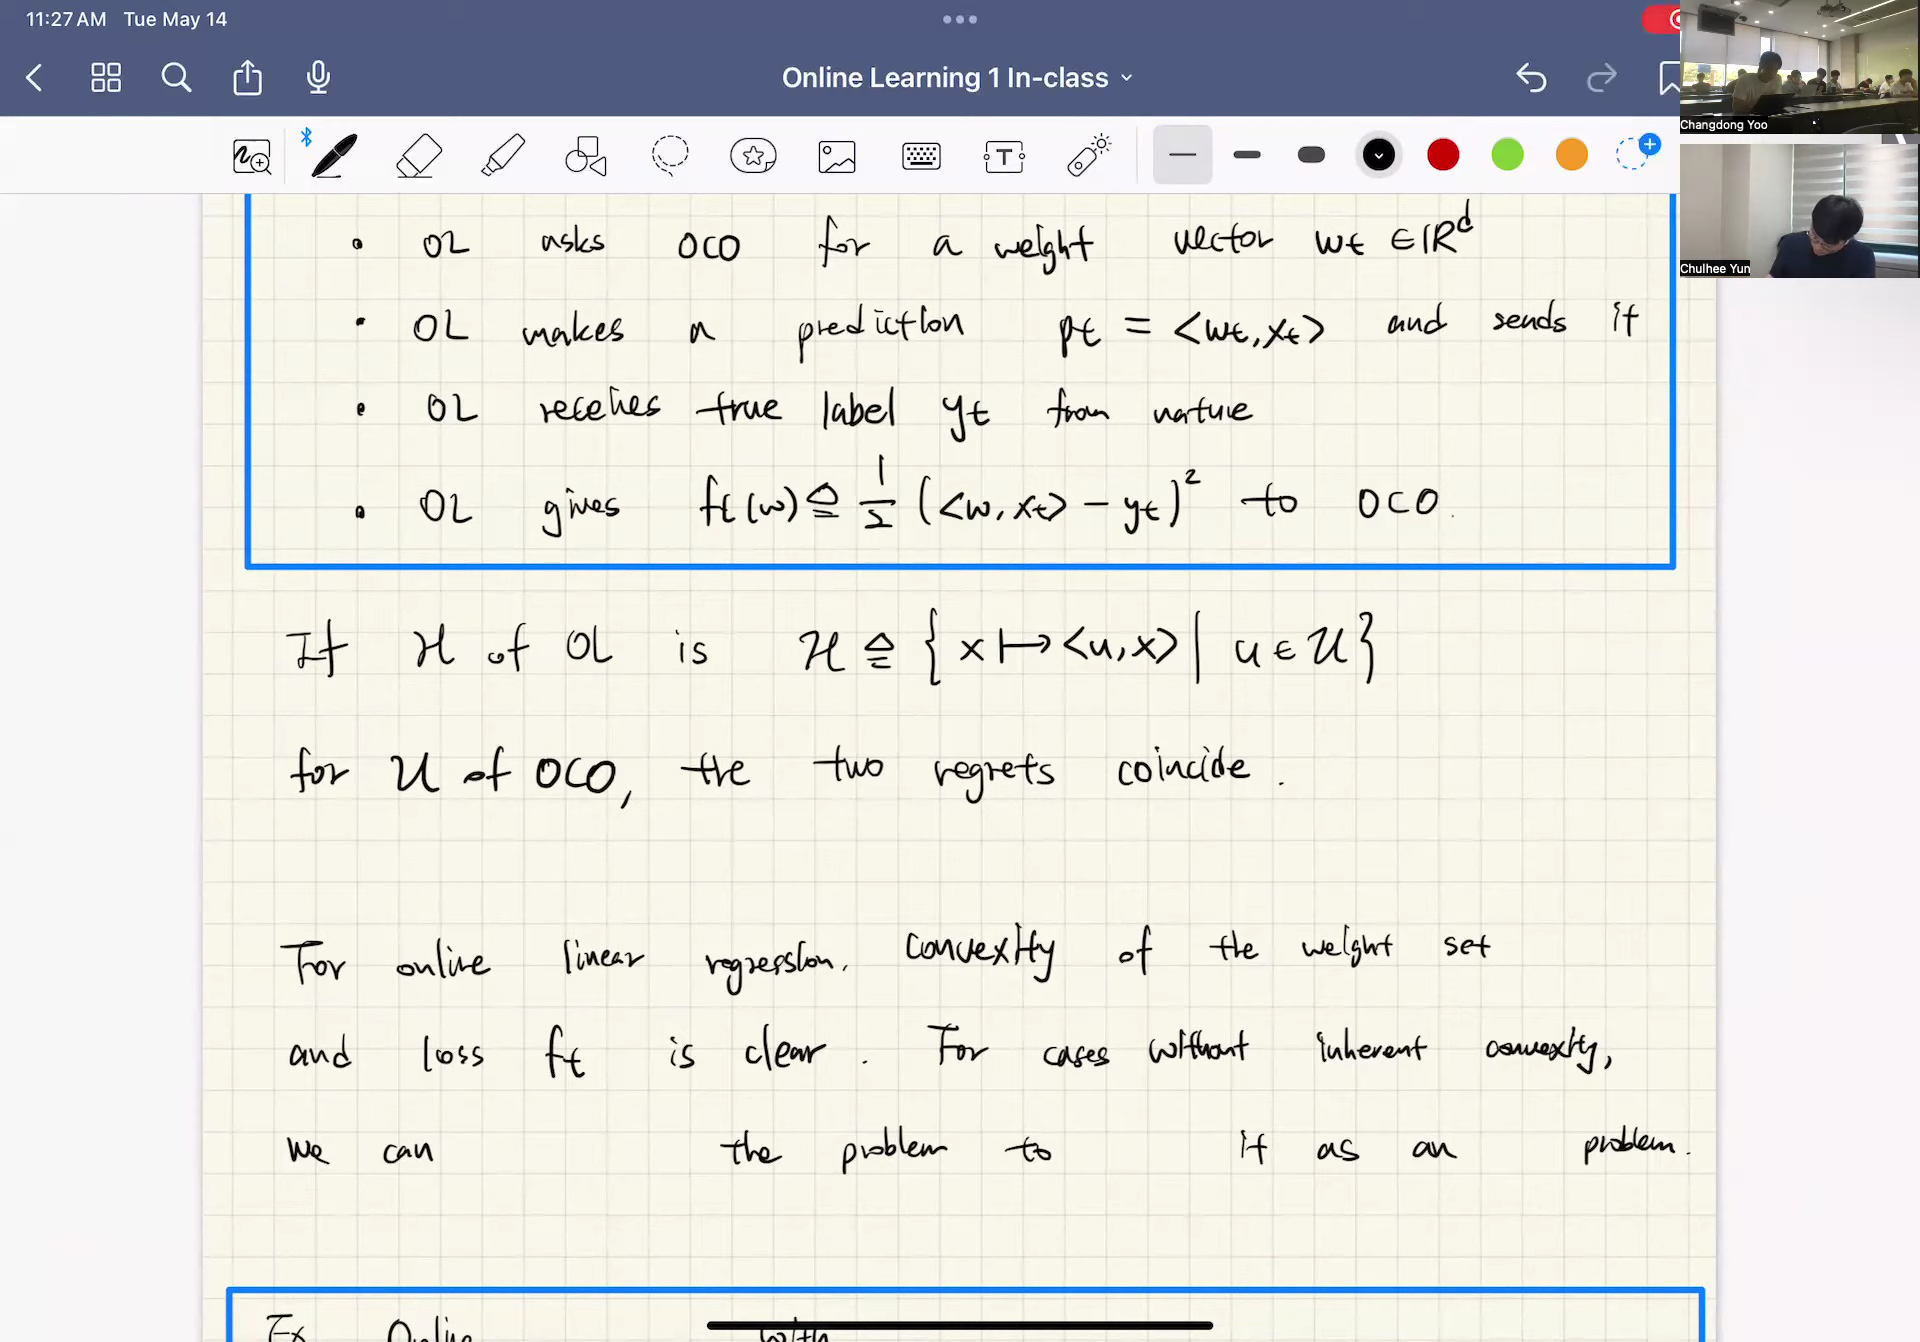 11:27 AM Tue May 14
Online Learning 1 In-class
Changdong Yoo
Chulhee Yun
• OL asks OCO for a weight vector wt ∈ ℝᵈ
• OL makes a prediction pt = <wt, xt> and sends it
• OL receives true label yt from nature
• OL gives ft(w) ≜ 1/2 (<w, xt> - yt)² to OCO.
If H of OL is H ≜ { x ↦ <u, x> | u ∈ U }
for U of OCO, the two regrets coincide.
For online linear regression, convexity of the weight set
and loss ft is clear. For cases without inherent convexity,
we can the problem to it as an problem.
Ex Online with